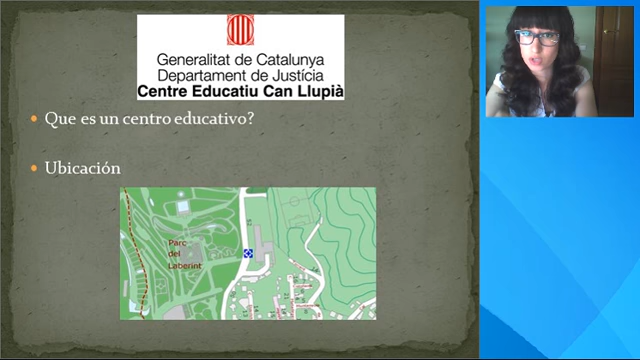 Generalitat de Catalunya
Departament de Justícia
Centre Educatiu Can Llupià
Que es un centro educativo?
Ubicación
Parc
del
Laberint